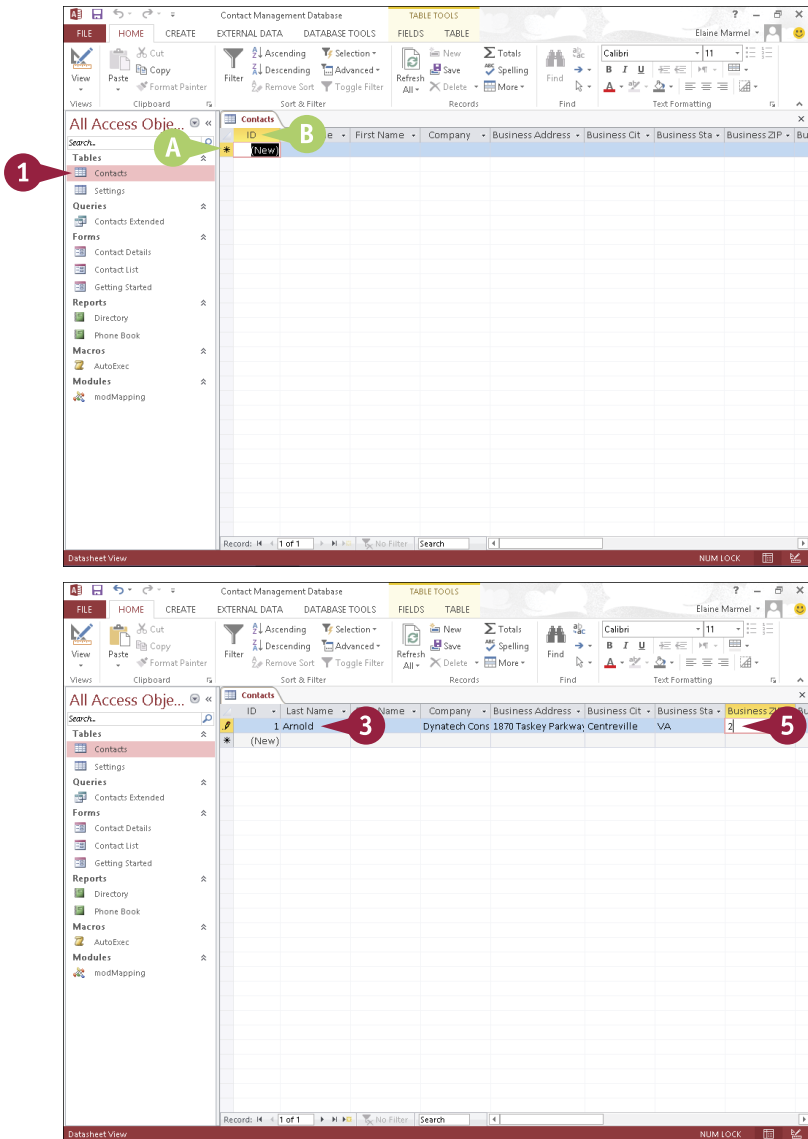 Contact Management Database TABLE TOOLS ?
FILE HOME CREATE EXTERNAL DATA DATABASE TOOLS FIELDS TABLE Elaine Marmel
View Paste Cut Copy Format Painter
Filter Ascending Descending Remove Sort Selection Advanced Toggle Filter
Refresh All New Save Delete Totals Spelling More
Find Calibri 11
B I U A
Views Clipboard Sort & Filter Records Find Text Formatting
All Access Obje... «
Contacts
Search..
ID B e First Name Company Business Address Business Cit Business Sta Business ZIP Bu
A
(New)
Tables
1 Contacts
Settings
Queries
Contacts Extended
Forms
Contact Details
Contact List
Getting Started
Reports
Directory
Phone Book
Macros
AutoExec
Modules
modMapping
Record: 1 of 1 No Filter Search
Datasheet View NUM LOCK
Contact Management Database TABLE TOOLS ?
FILE HOME CREATE EXTERNAL DATA DATABASE TOOLS FIELDS TABLE Elaine Marmel
View Paste Cut Copy Format Painter
Filter Ascending Descending Remove Sort Selection Advanced Toggle Filter
Refresh All New Save Delete Totals Spelling More
Find Calibri 11
B I U A
Views Clipboard Sort & Filter Records Find Text Formatting
All Access Obje... «
Contacts
Search..
ID Last Name Name Company Business Address Business Cit Business Sta Business Bu
1 Arnold 3 Dynatech Cons 1870 Taskey Parkway Centreville VA 2 5
(New)
Tables
Contacts
Settings
Queries
Contacts Extended
Forms
Contact Details
Contact List
Getting Started
Reports
Directory
Phone Book
Macros
AutoExec
Modules
modMapping
Record: 1 of 1 No Filter Search
Datasheet View NUM LOCK